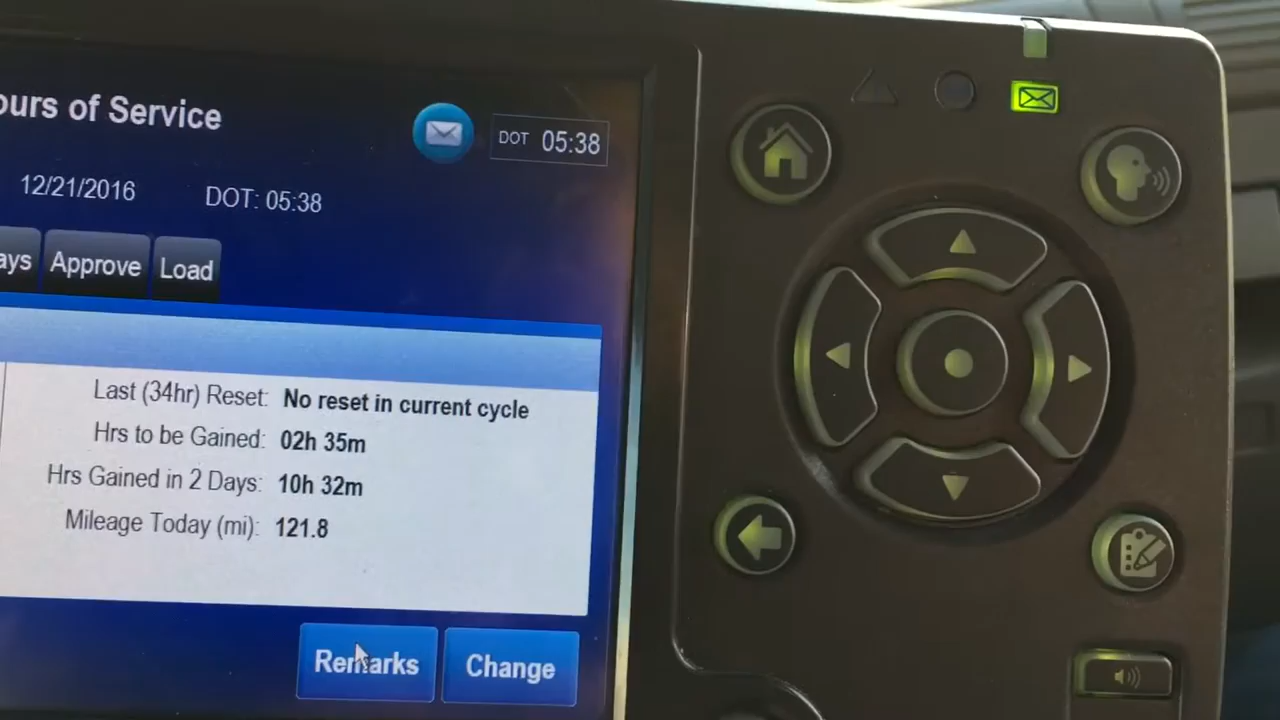 ours of Service
DOT 05:38
12/21/2016 DOT: 05:38
ays Approve Load
Last (34hr) Reset: No reset in current cycle
Hrs to be Gained: 02h 35m
Hrs Gained in 2 Days: 10h 32m
Mileage Today (mi): 121.8
Remarks Change